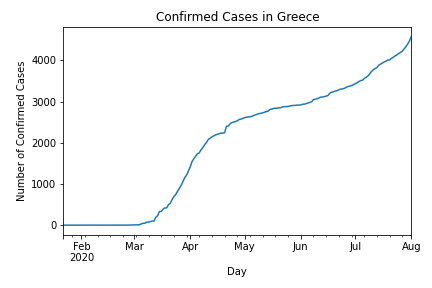 Confirmed Cases in Greece
Number of Confirmed Cases
4000
3000
2000
1000
0
Feb Mar Apr May Jun Jul Aug
2020
Day